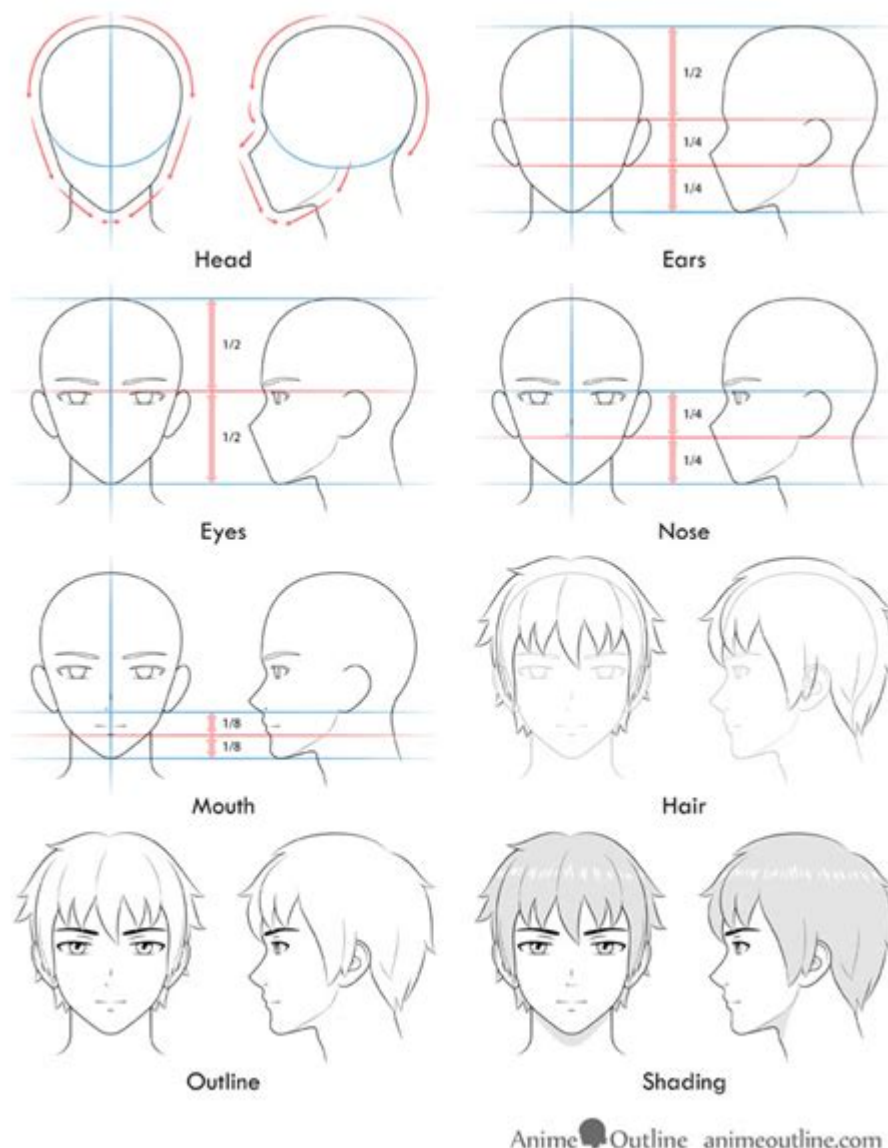 1/2
1/4
1/4
Head
Ears
1/2
1/2
1/4
1/4
Eyes
Nose
1/8
1/8
Mouth
Hair
Outline
Shading
Anime Outline animeoutline.com